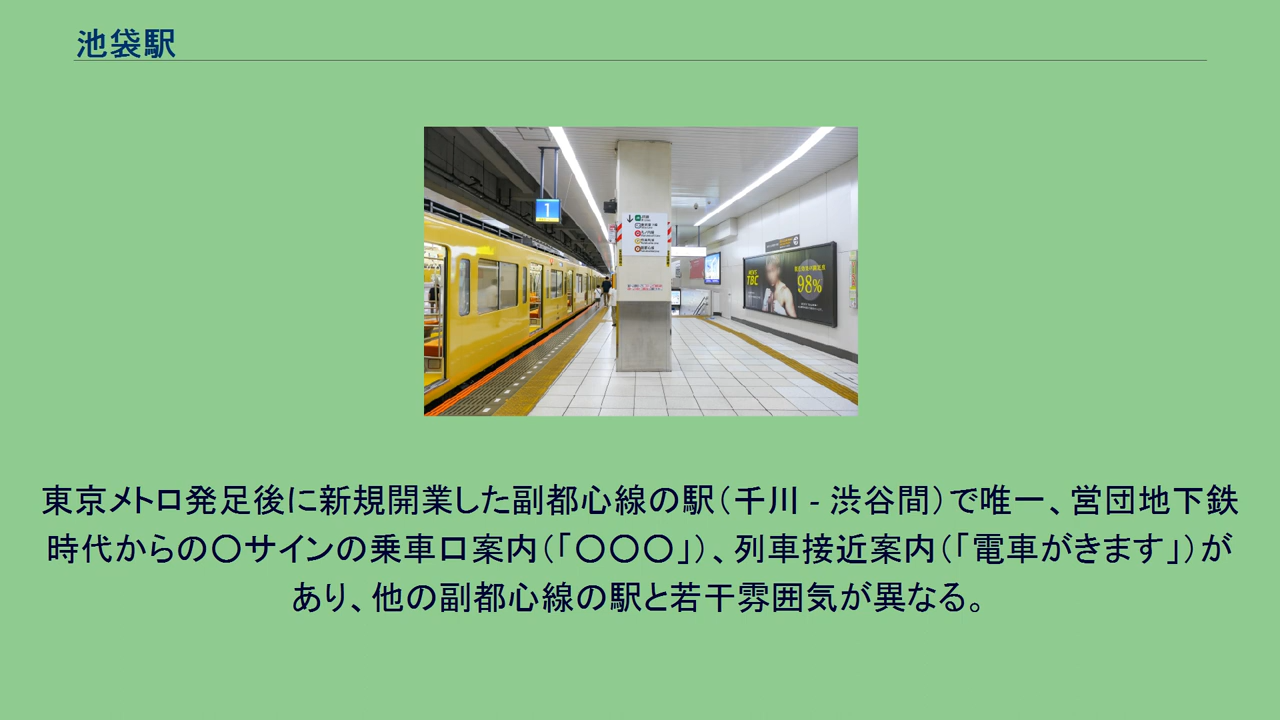 池袋駅
1
MEN'S
TBC
98%
東京メトロ発足後に新規開業した副都心線の駅（千川 - 渋谷間）で唯一、営団地下鉄
時代からの〇サインの乗車口案内（「〇〇〇」）、列車接近案内（「電車がきます」）が
あり、他の副都心線の駅と若干雰囲気が異なる。